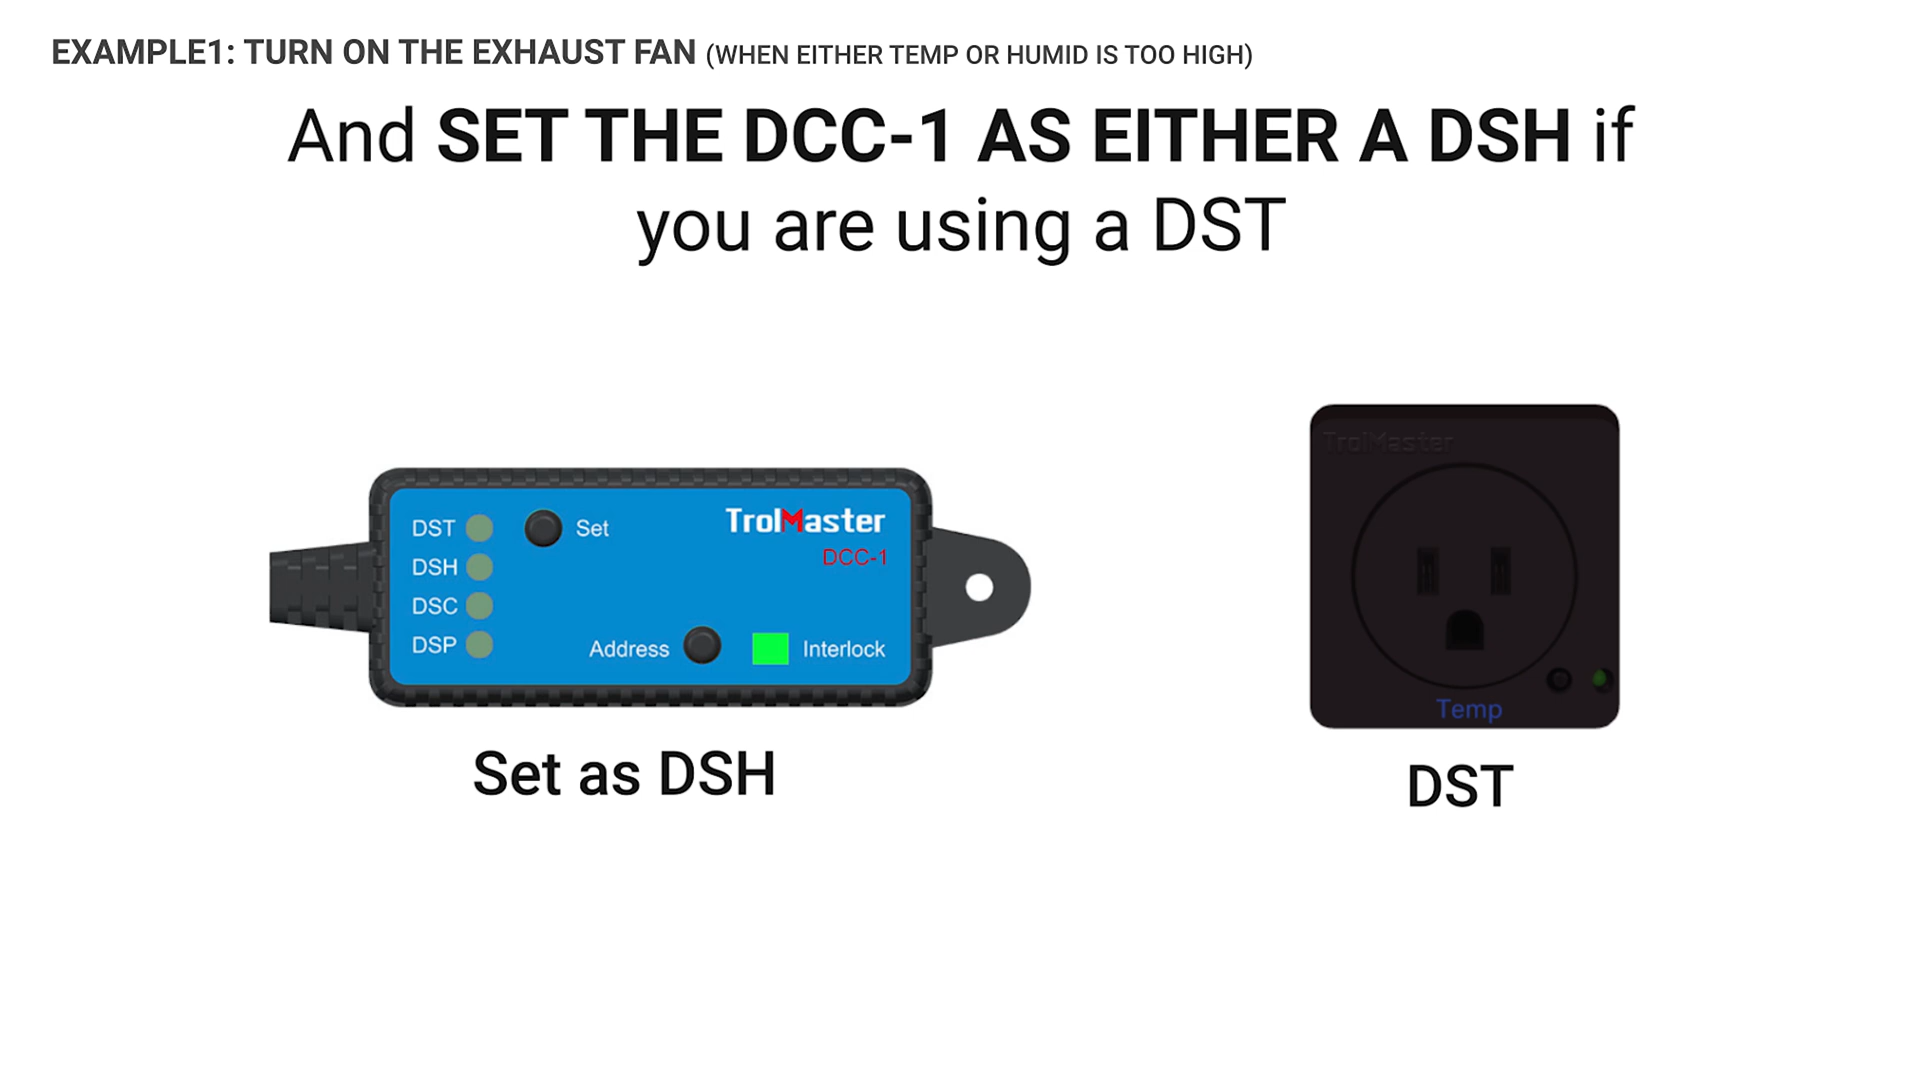 EXAMPLE1: TURN ON THE EXHAUST FAN (WHEN EITHER TEMP OR HUMID IS TOO HIGH)
And SET THE DCC-1 AS EITHER A DSH if
you are using a DST
DST Set
DSH
DSC
DSP
TrolMaster
DCC-1
Address Interlock
Set as DSH
TrolMaster
Temp
DST